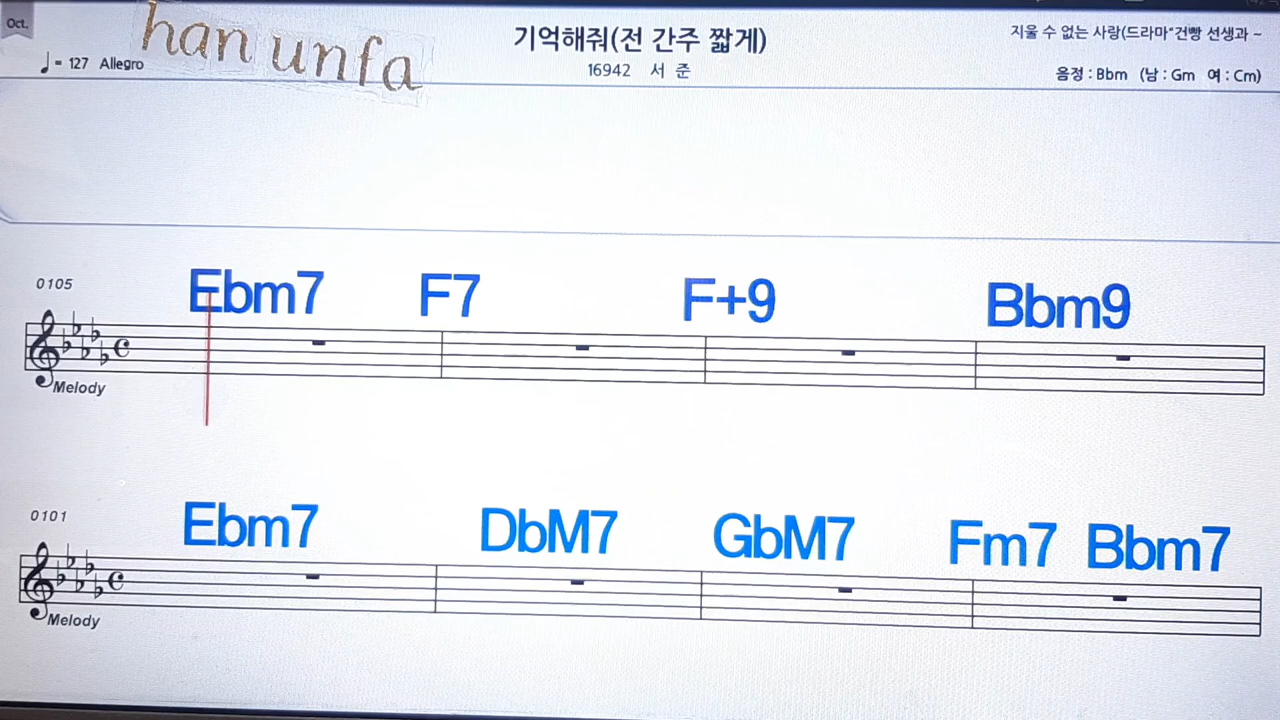 Oct.
han unfa
기억해줘(전 간주 짧게)
지울 수 없는 사랑(드라마"건빵 선생과 ~
♩= 127 Allegro
16942 서 준
음정 : Bbm (남 : Gm 여 : Cm)
0105
Ebm7 F7 F+9 Bbm9
Melody
0101
Ebm7 DbM7 GbM7 Fm7 Bbm7
Melody